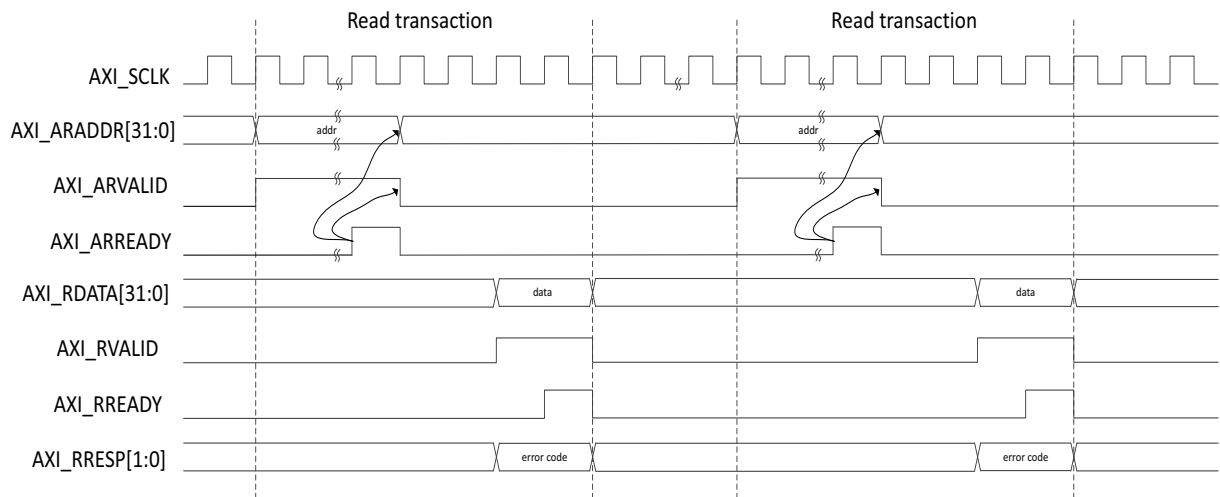 Read transaction Read transaction
AXI_SCLK
AXI_ARADDR[31:0] addr addr
AXI_ARVALID
AXI_ARREADY
AXI_RDATA[31:0] data data
AXI_RVALID
AXI_RREADY
AXI_RRESP[1:0] error code error code